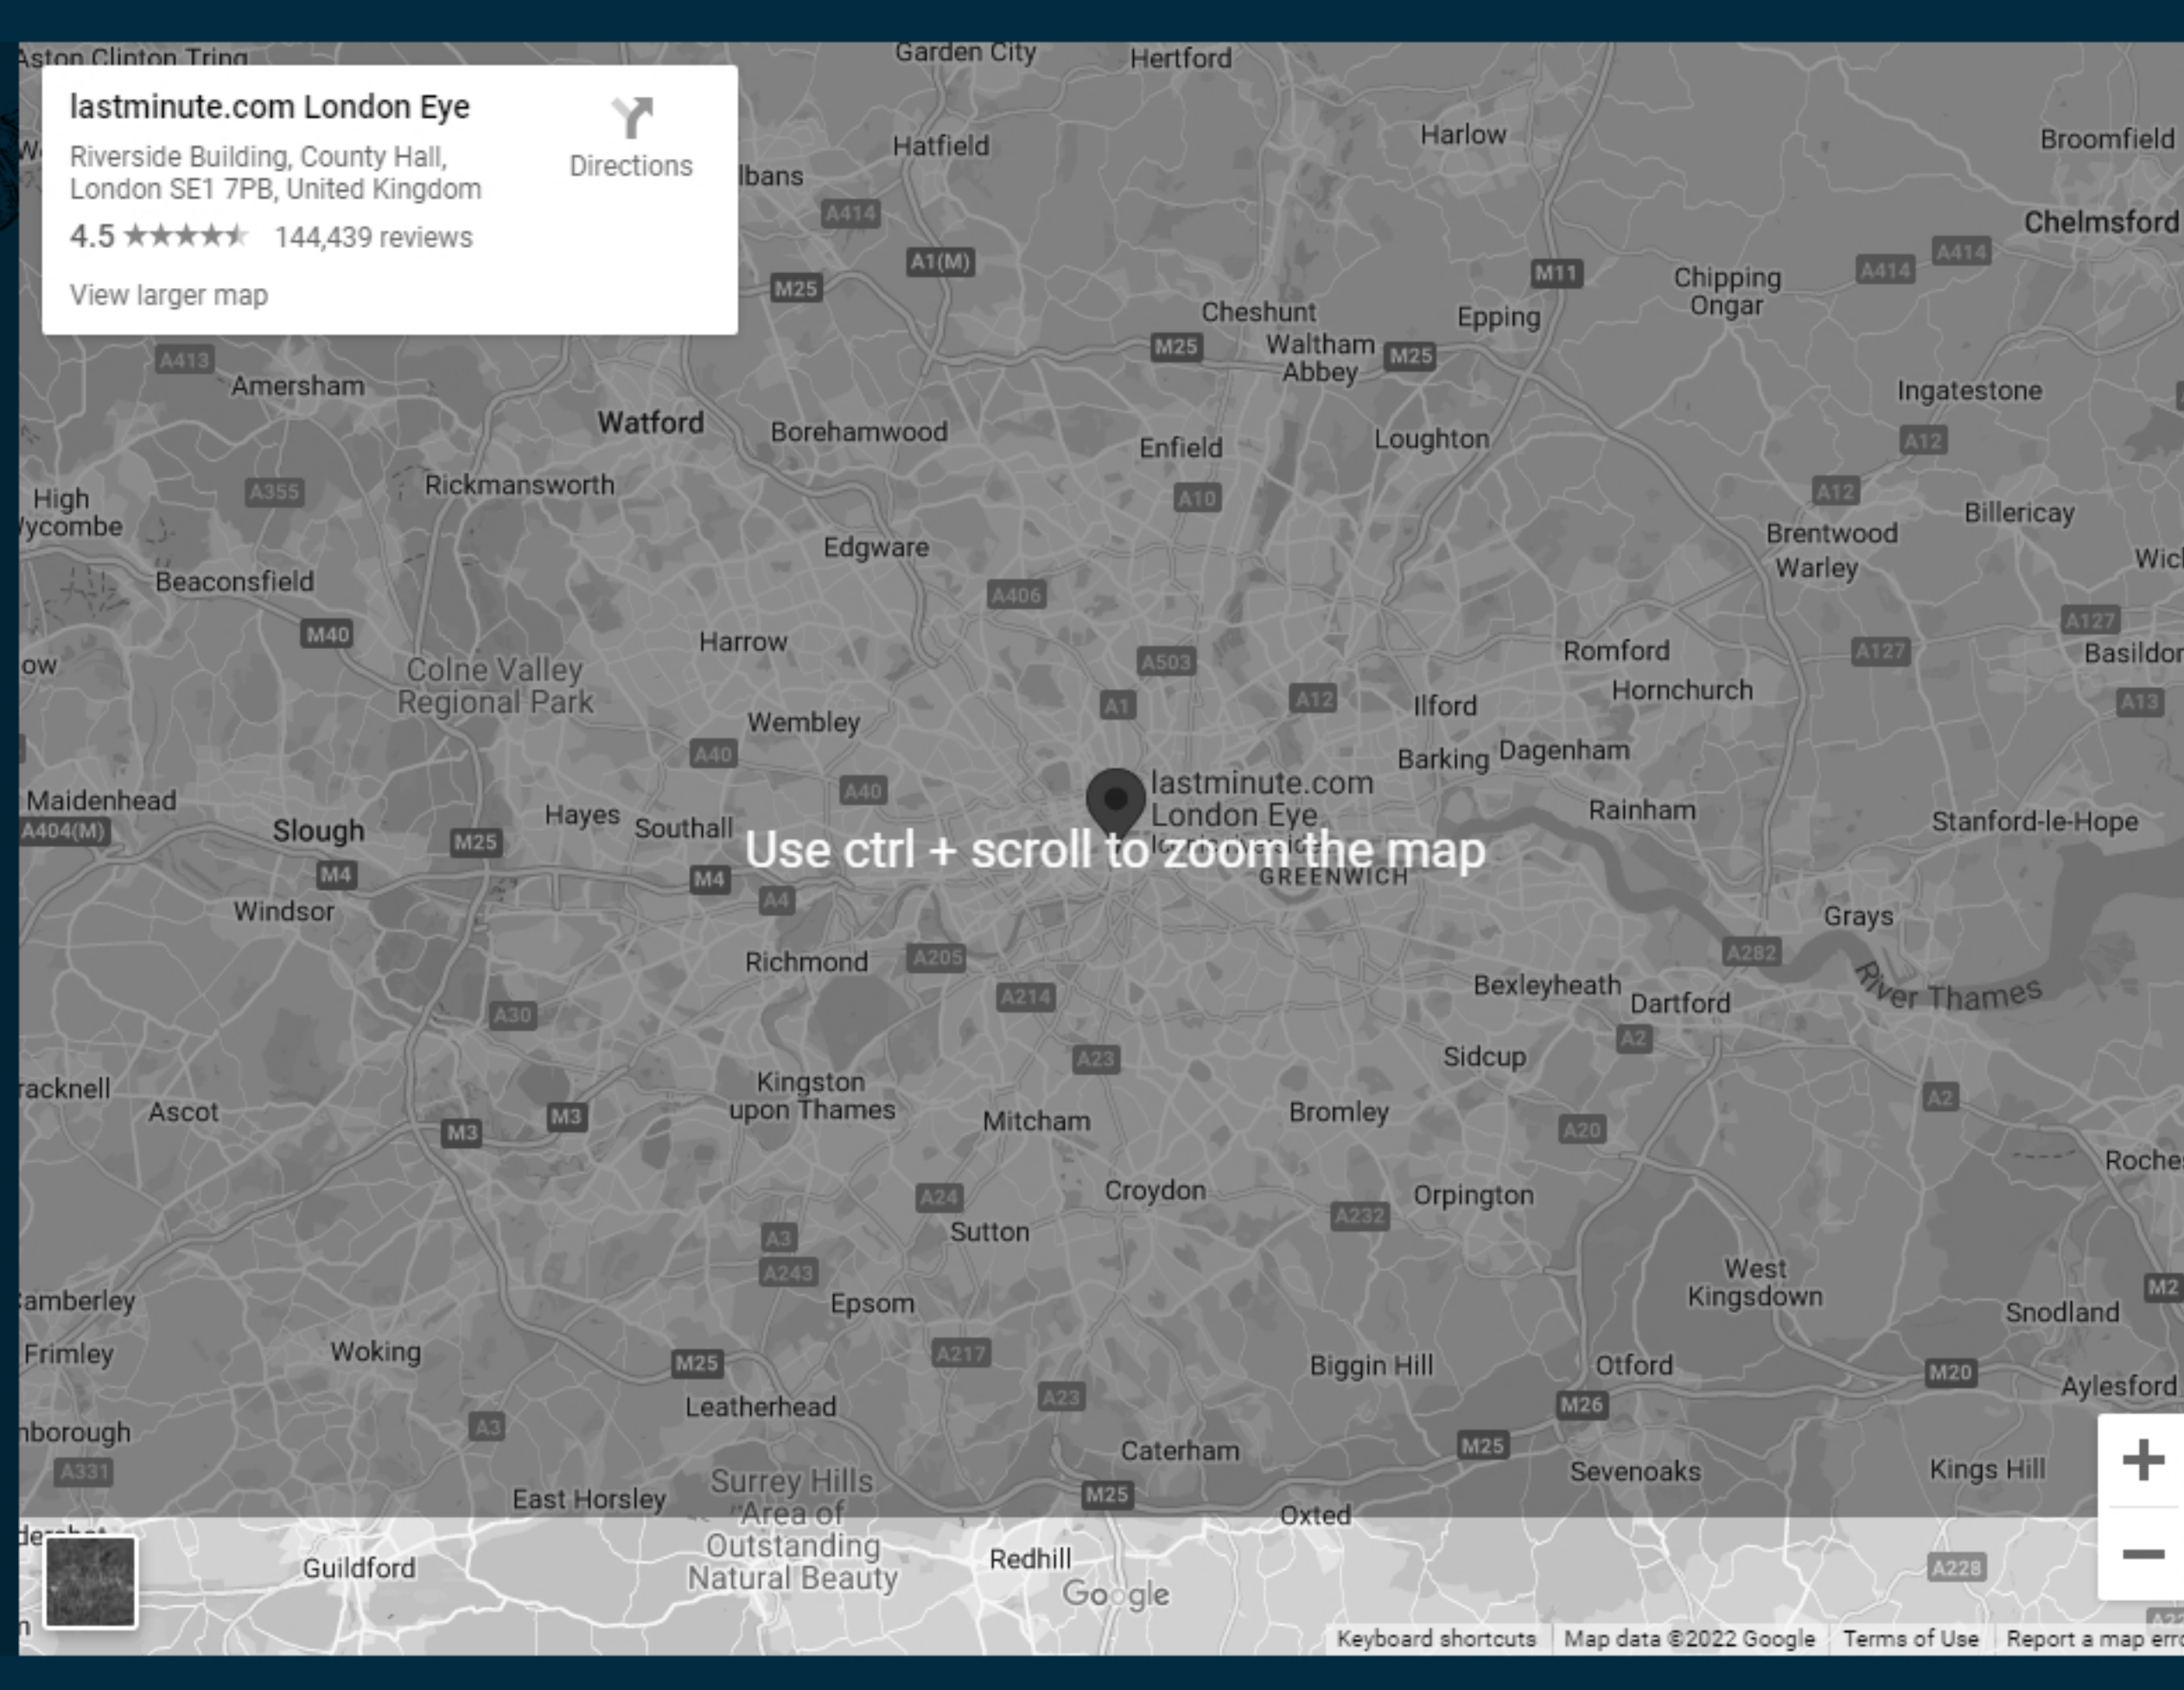 Aston Clinton Tring
Garden City
Hertford
lastminute.com London Eye
Riverside Building, County Hall,
London SE1 7PB, United Kingdom
4.5
144,439 reviews
View larger map
Directions
Hatfield
Harlow
Broomfield
lbans
A414
Chelmsford
A1(M)
M25
M11
Chipping
Ongar
A414
A414
Cheshunt
Epping
M25
Waltham
Abbey
M25
A413
Amersham
Ingatestone
Watford
Borehamwood
Enfield
Loughton
A12
A355
Rickmansworth
A10
A12
High
Wycombe
Billericay
Edgware
Brentwood
Warley
Beaconsfield
A406
M40
Harrow
A127
ow
Colne Valley
Regional Park
A503
Romford
A127
Basildon
Hornchurch
A1
A12
Ilford
A13
Wembley
A40
Barking
Dagenham
Maidenhead
A40
lastminute.com
London Eye
Rainham
Stanford-le-Hope
A404(M)
Slough
M25
Hayes
Southall
Use ctrl + scroll to zoom the map
M4
M4
A4
GREENWICH
Windsor
Grays
Richmond
A205
A282
A214
Bexleyheath
Dartford
River Thames
A30
A2
A23
Sidcup
racknell
Ascot
Kingston
upon Thames
A2
M3
M3
Mitcham
Bromley
A20
Roche
A24
Croydon
A232
Orpington
A3
Sutton
A243
West
Kingsdown
M2
amberley
Epsom
Snodland
Frimley
Woking
M25
A217
Biggin Hill
Otford
M20
Aylesford
Leatherhead
A23
M26
nborough
A3
M25
Caterham
A331
Surrey Hills
Area of
Outstanding
Natural Beauty
Sevenoaks
Kings Hill
East Horsley
M25
Oxted
Guildford
Redhill
A228
Google
Keyboard shortcuts
Map data ©2022 Google
Terms of Use
Report a map erro